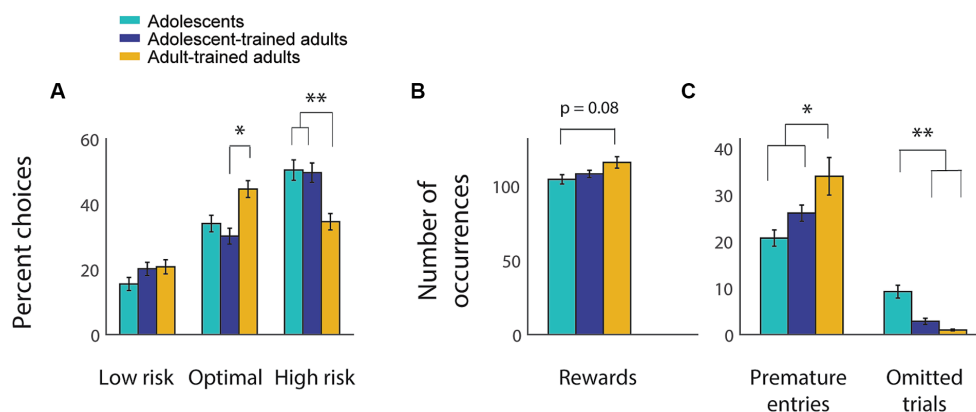 Adolescents
Adolescent-trained adults
Adult-trained adults
A
Percent choices
60
40
20
0
*
**
Low risk
Optimal
High risk
B
Number of
occurrences
p = 0.08
100
50
0
Rewards
C
40
30
20
10
0
*
**
Premature
entries
Omitted
trials